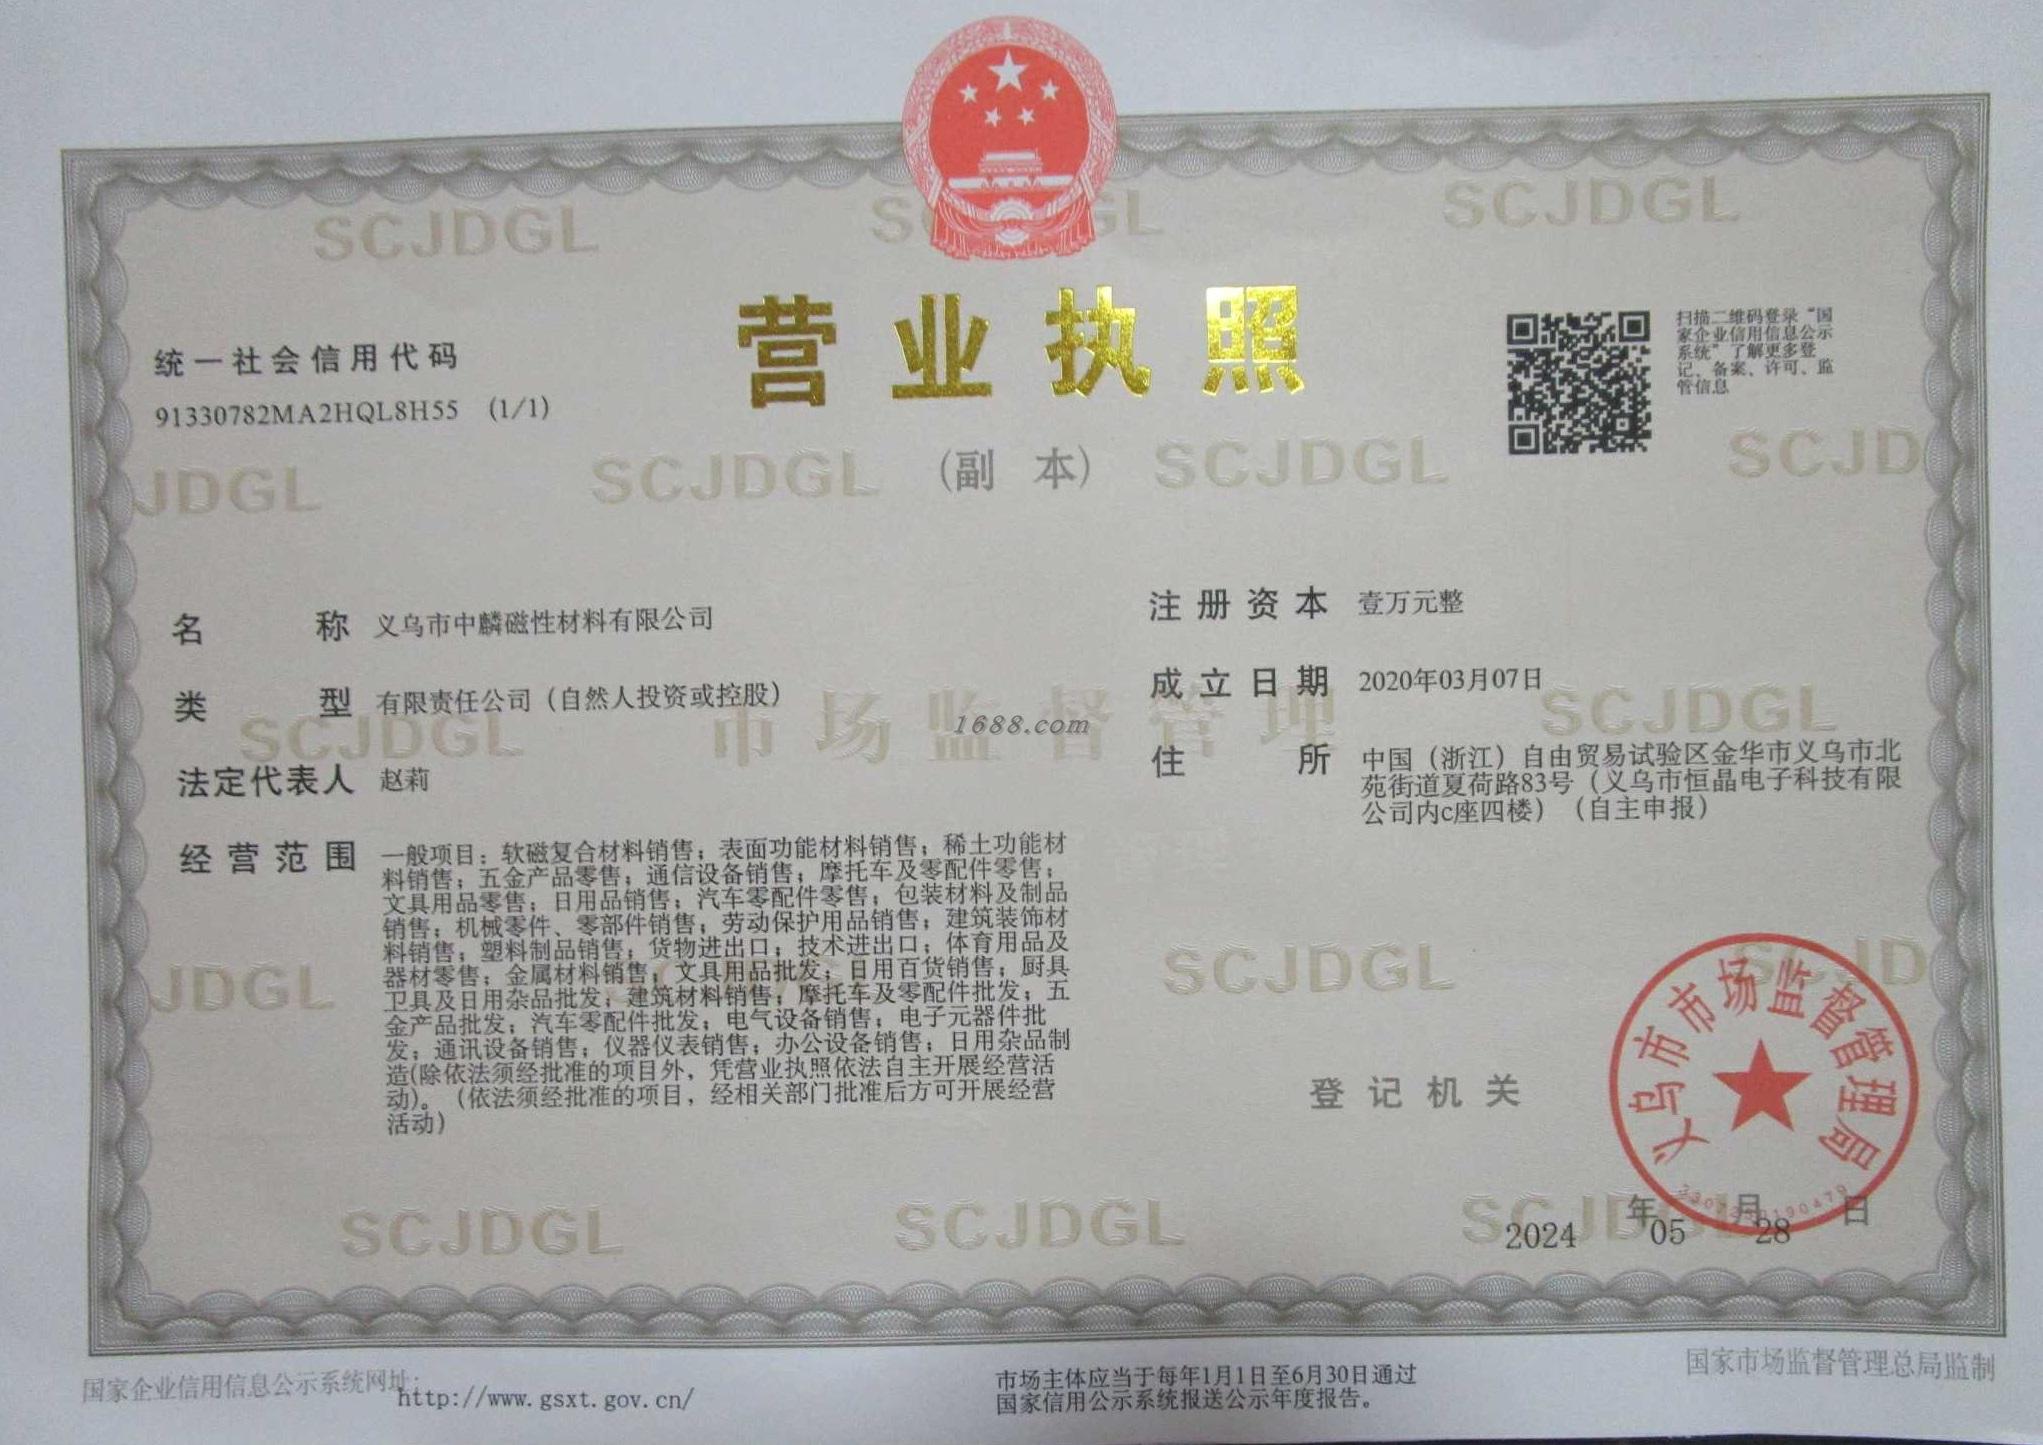 营业执照
(副 本)
统一社会信用代码
91330782MA2HQL8H55 (1/1)
扫描二维码登录“国
家企业信用信息公示
系统”了解更多登
记、备案、许可、监
管信息
名 称 义乌市中麟磁性材料有限公司
类 型 有限责任公司（自然人投资或控股）
法定代表人 赵莉
经营范围 一般项目：软磁复合材料销售；表面功能材料销售；稀土功能材
料销售；五金产品零售；通信设备销售；摩托车及零配件零售；
文具用品零售；日用品销售；汽车零配件零售；包装材料及制品
销售；机械零件、零部件销售；劳动保护用品销售；建筑装饰材
料销售；塑料制品销售；货物进出口；技术进出口；体育用品及
器材零售；金属材料销售；文具用品批发；日用百货销售；厨具
卫具及日用杂品批发；建筑材料销售；摩托车及零配件批发；五
金产品批发；汽车零配件批发；电气设备销售；电子元器件批
发；通讯设备销售；仪器仪表销售；办公设备销售；日用杂品制
造(除依法须经批准的项目外，凭营业执照依法自主开展经营活
动)。（依法须经批准的项目，经相关部门批准后方可开展经营
活动）
注册资本 壹万元整
成立日期 2020年03月07日
住 所 中国（浙江）自由贸易试验区金华市义乌市北
苑街道夏荷路83号（义乌市恒晶电子科技有限
公司内C座四楼）（自主申报）
1688.com
市场监督管理
SCJDGL
登记机关
义乌市市场监督管理局
2024 年 05 月 28 日
国家企业信用信息公示系统网址：
http://www.gsxt.gov.cn/
市场主体应当于每年1月1日至6月30日通过
国家信用公示系统报送公示年度报告。
国家市场监督管理总局监制